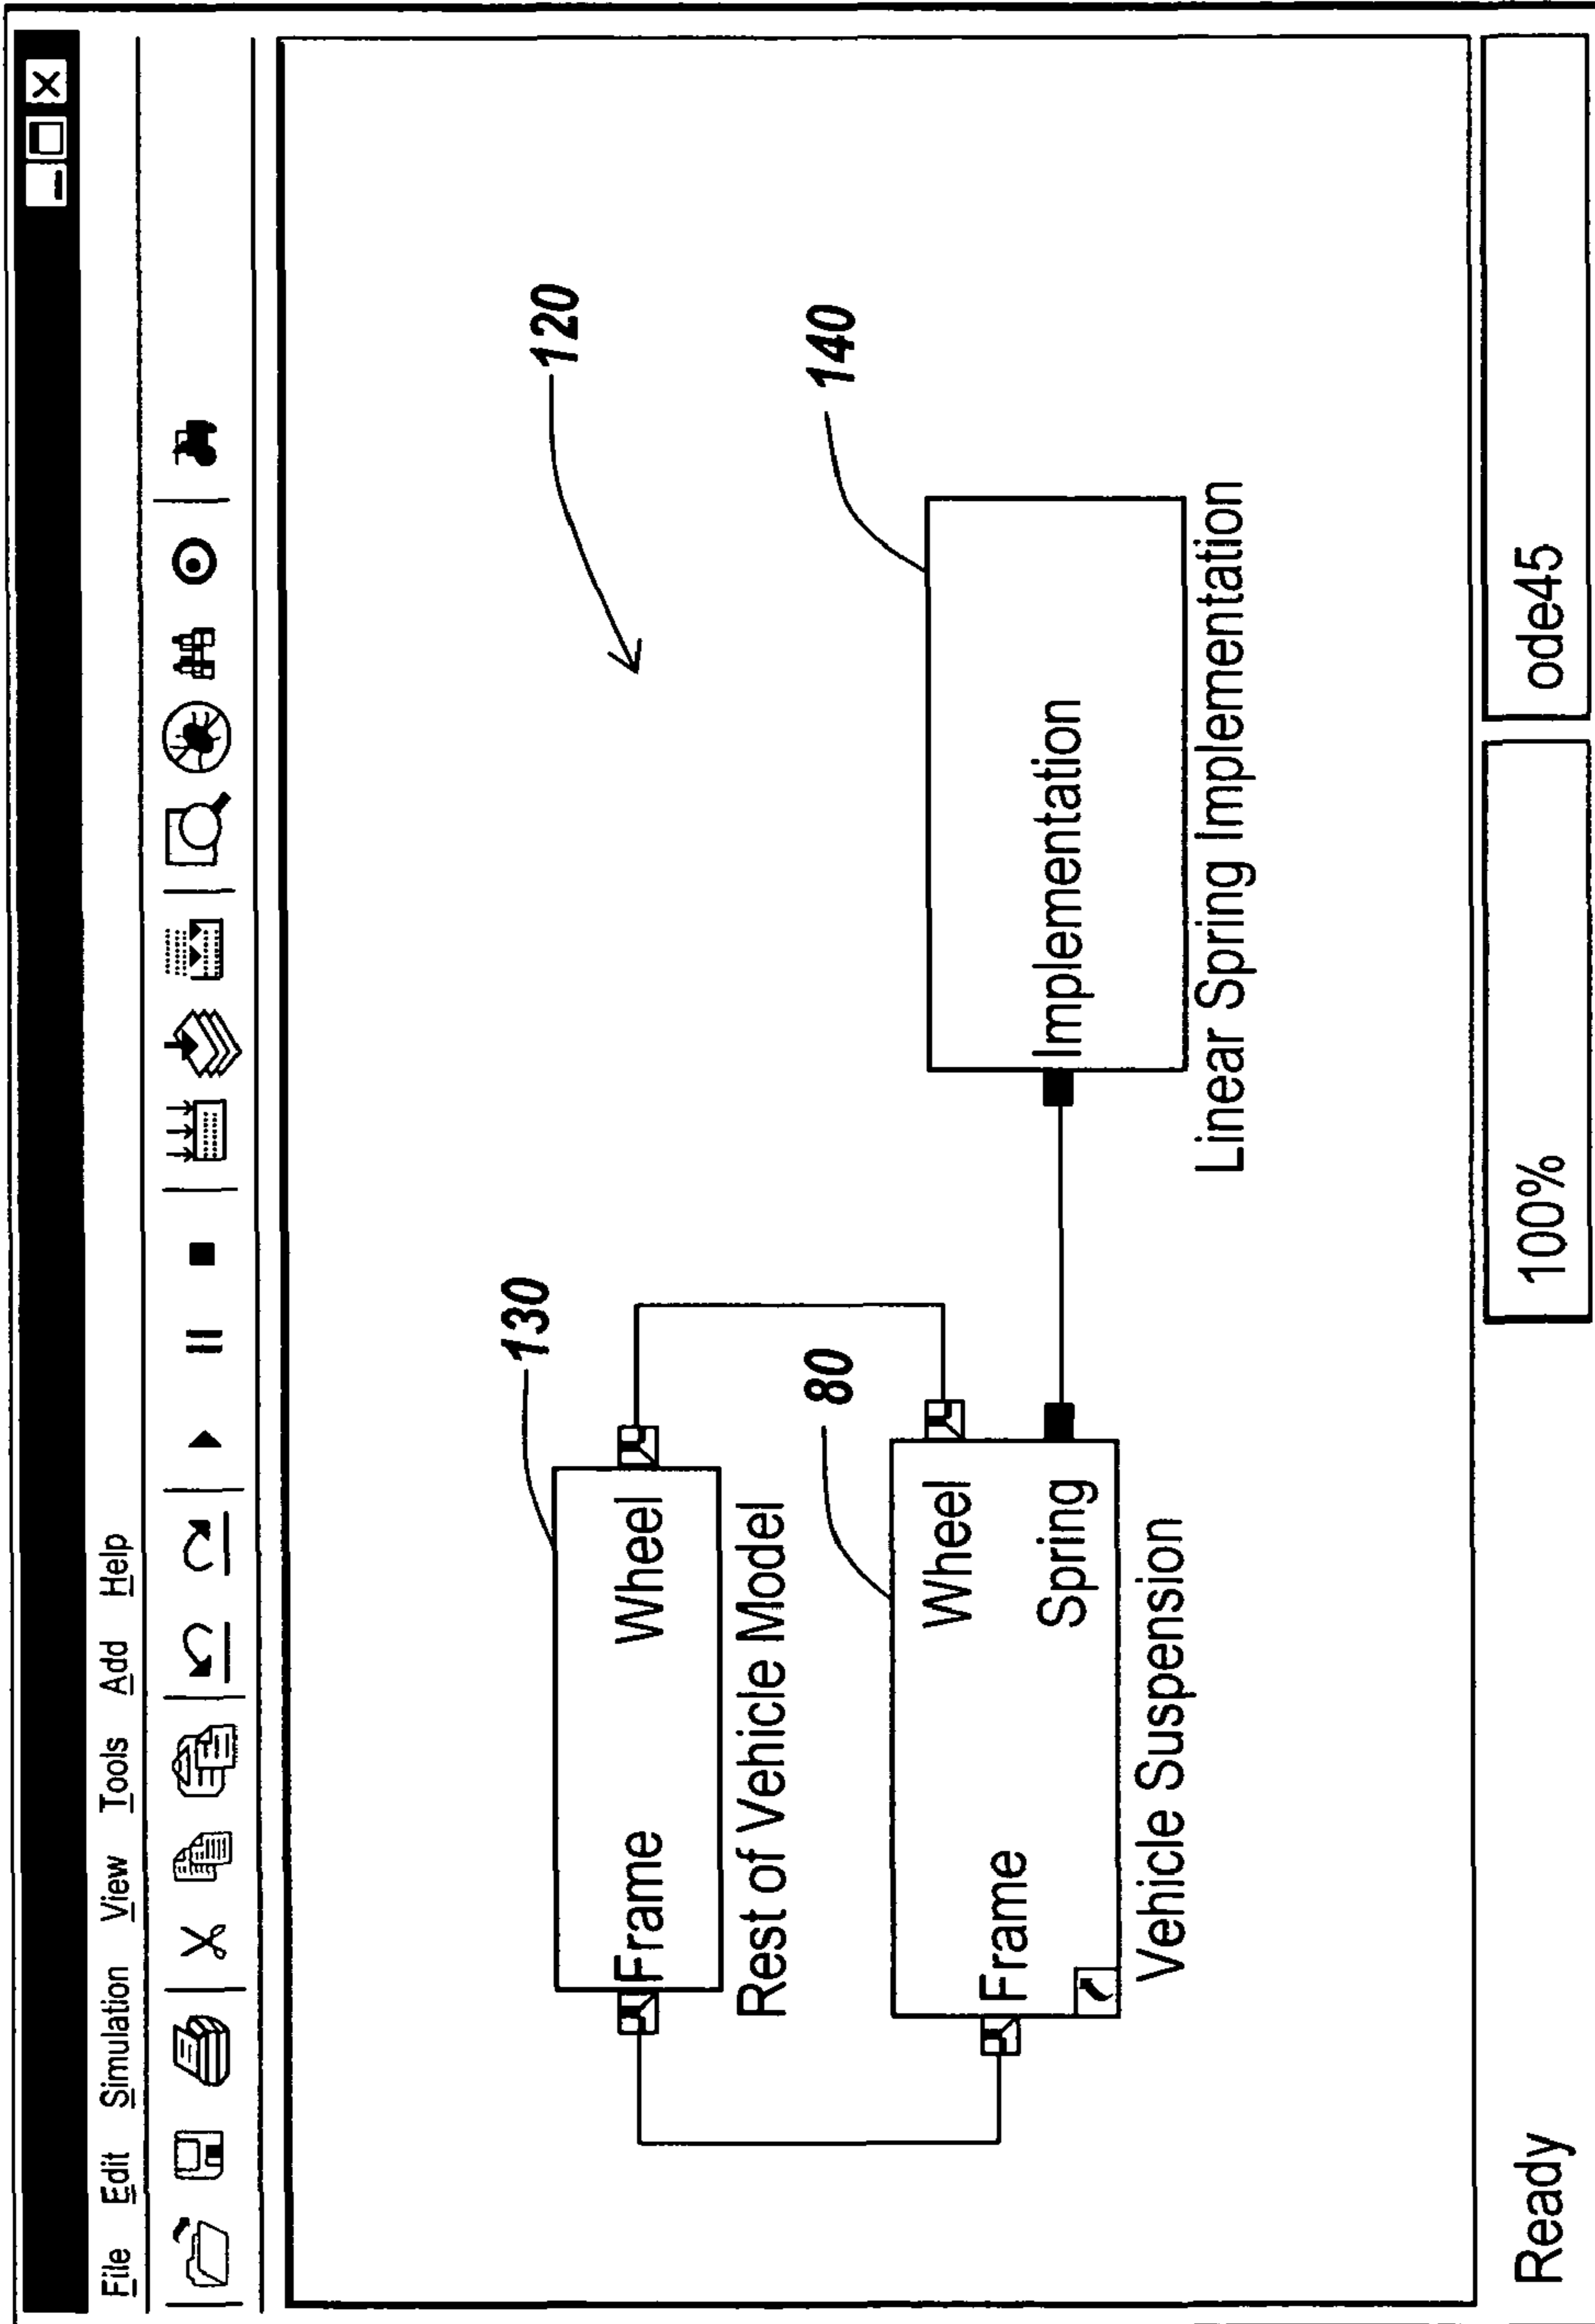 File Edit Simulation View Tools Add Help
120
130
Frame Wheel
Rest of Vehicle Model
80
140
Wheel
Frame
Spring
Vehicle Suspension
Implementation
Linear Spring Implementation
Ready 100% ode45